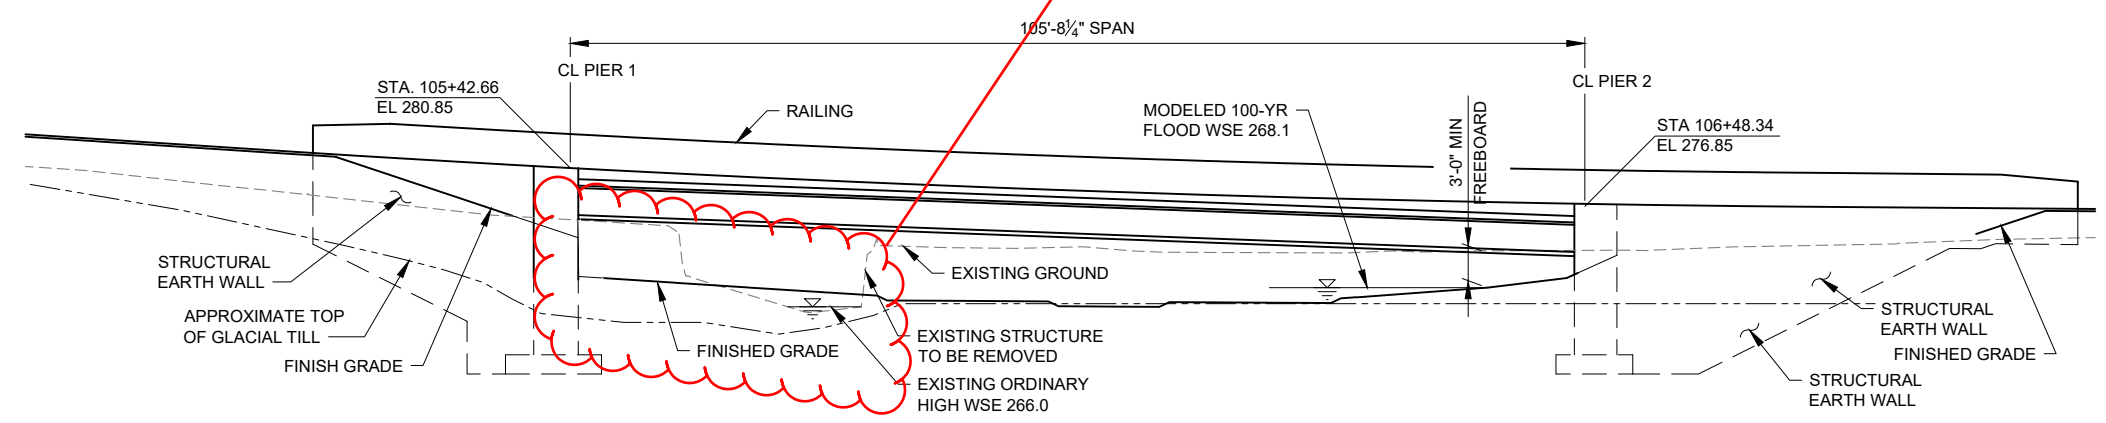 105'-8¼" SPAN
CL PIER 1
CL PIER 2
STA. 105+42.66
EL 280.85
RAILING
MODELED 100-YR
FLOOD WSE 268.1
3'-0" MIN
FREEBOARD
STA 106+48.34
EL 276.85
STRUCTURAL
EARTH WALL
EXISTING GROUND
APPROXIMATE TOP
OF GLACIAL TILL
FINISH GRADE
FINISHED GRADE
EXISTING STRUCTURE
TO BE REMOVED
EXISTING ORDINARY
HIGH WSE 266.0
STRUCTURAL
EARTH WALL
FINISHED GRADE
STRUCTURAL
EARTH WALL